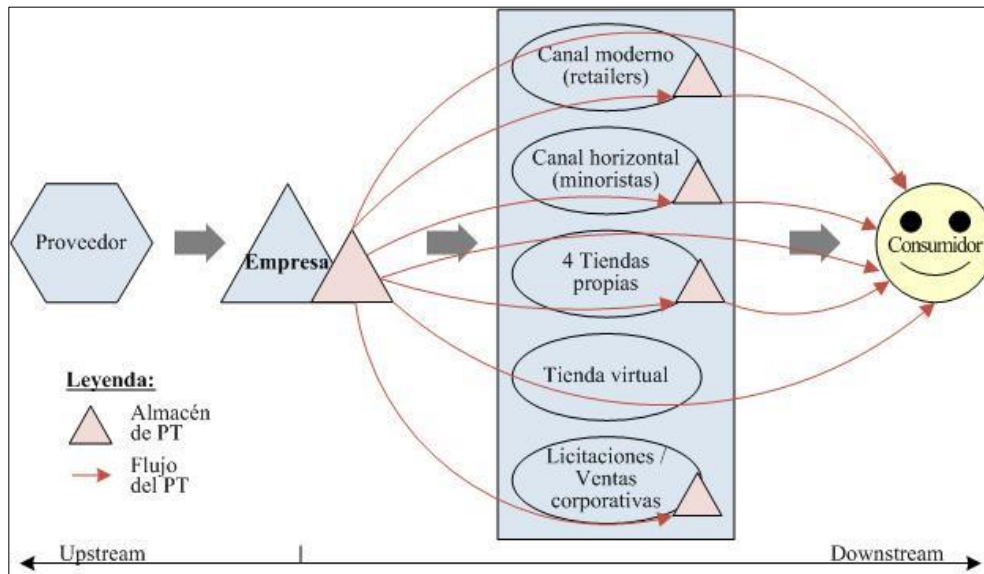 Canal moderno
(retailers)
Canal horizontal
(minoristas)
Proveedor
Empresa
4 Tiendas
propias
Consumidor
Tienda virtual
Leyenda:
Almacén
de PT
Flujo
del PT
Licitaciones /
Ventas
corporativas
Upstream
Downstream